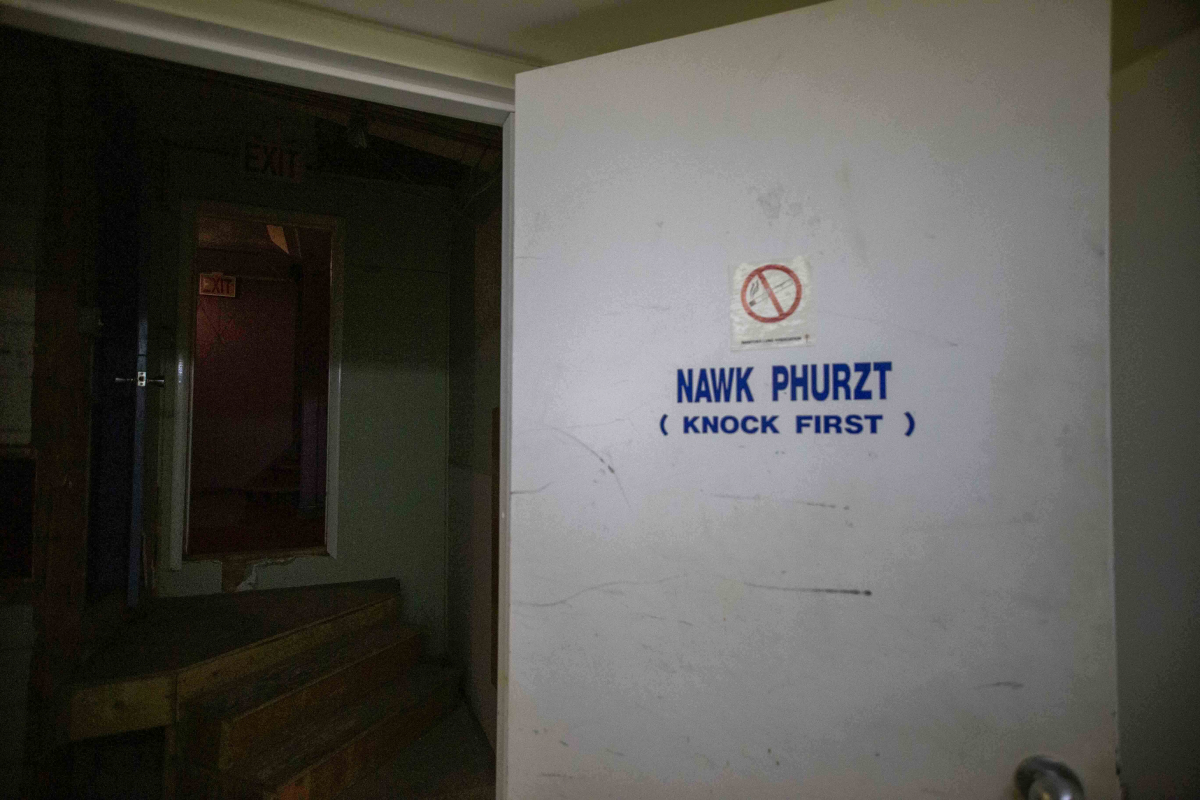 EXIT
EXIT
NAWK PHURZT
( KNOCK FIRST )